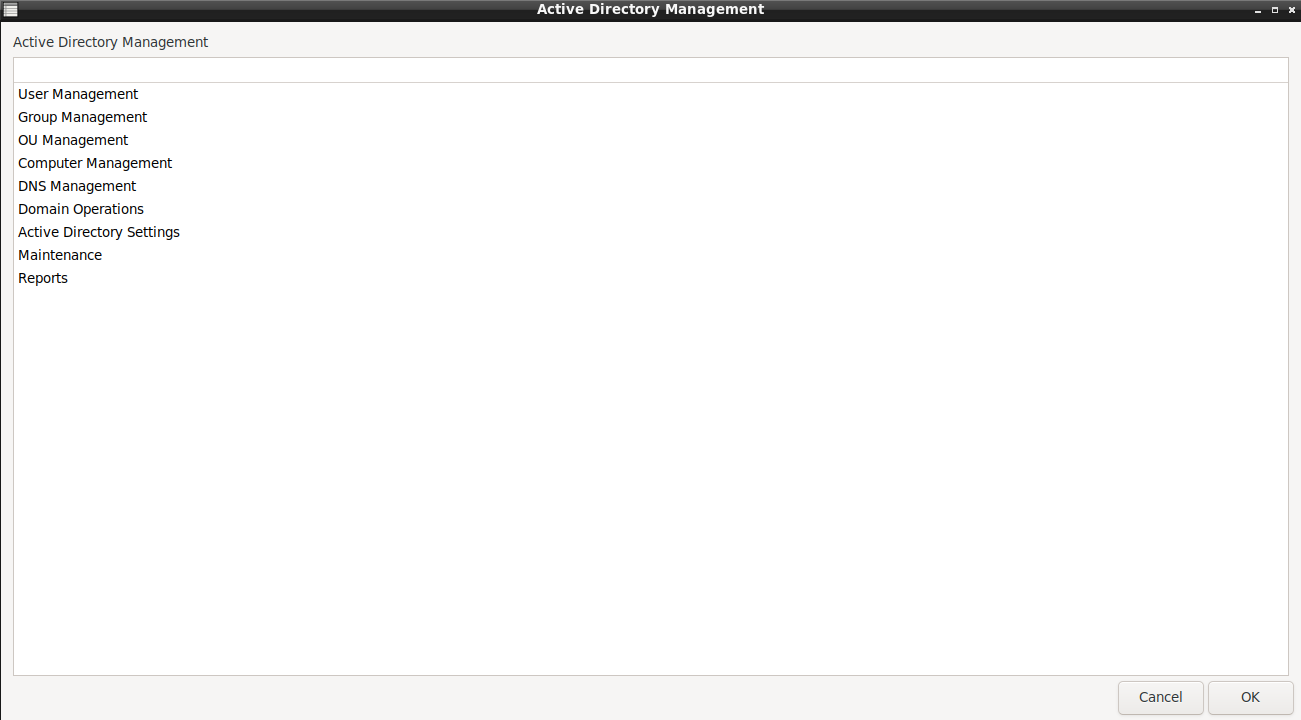 Active Directory Management
Active Directory Management
User Management
Group Management
OU Management
Computer Management
DNS Management
Domain Operations
Active Directory Settings
Maintenance
Reports
Cancel OK